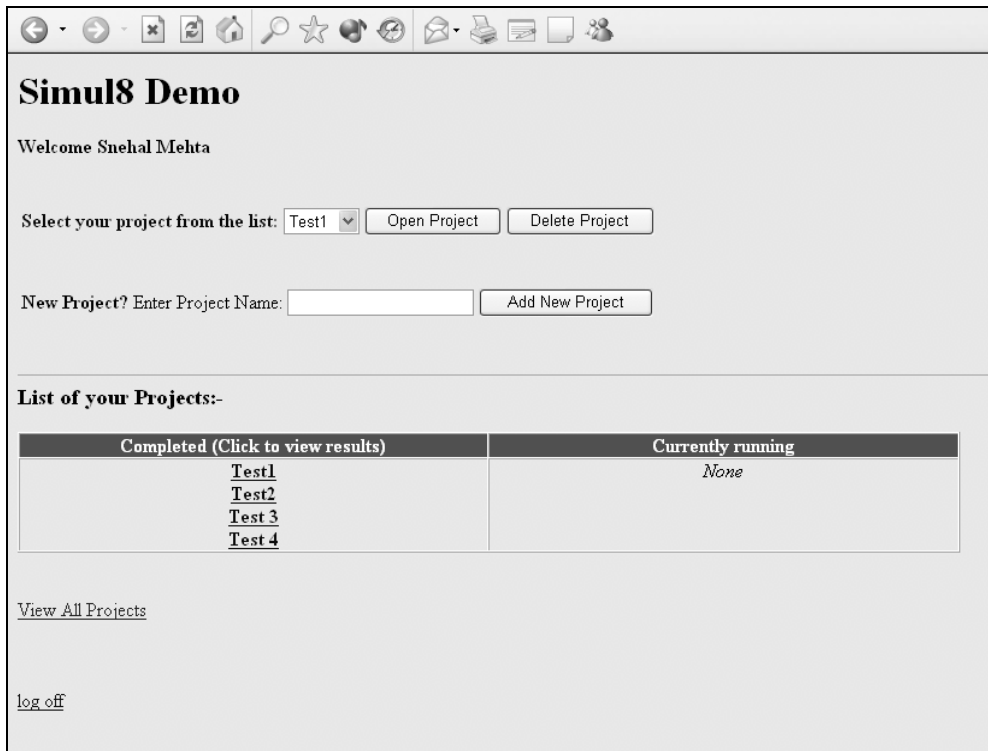 Simul8 Demo
Welcome Snehal Mehta
Select your project from the list: Test1 Open Project Delete Project
New Project? Enter Project Name: Add New Project
List of your Projects:-
Completed (Click to view results) Currently running
Test1 None
Test2
Test 3
Test 4
View All Projects
log off